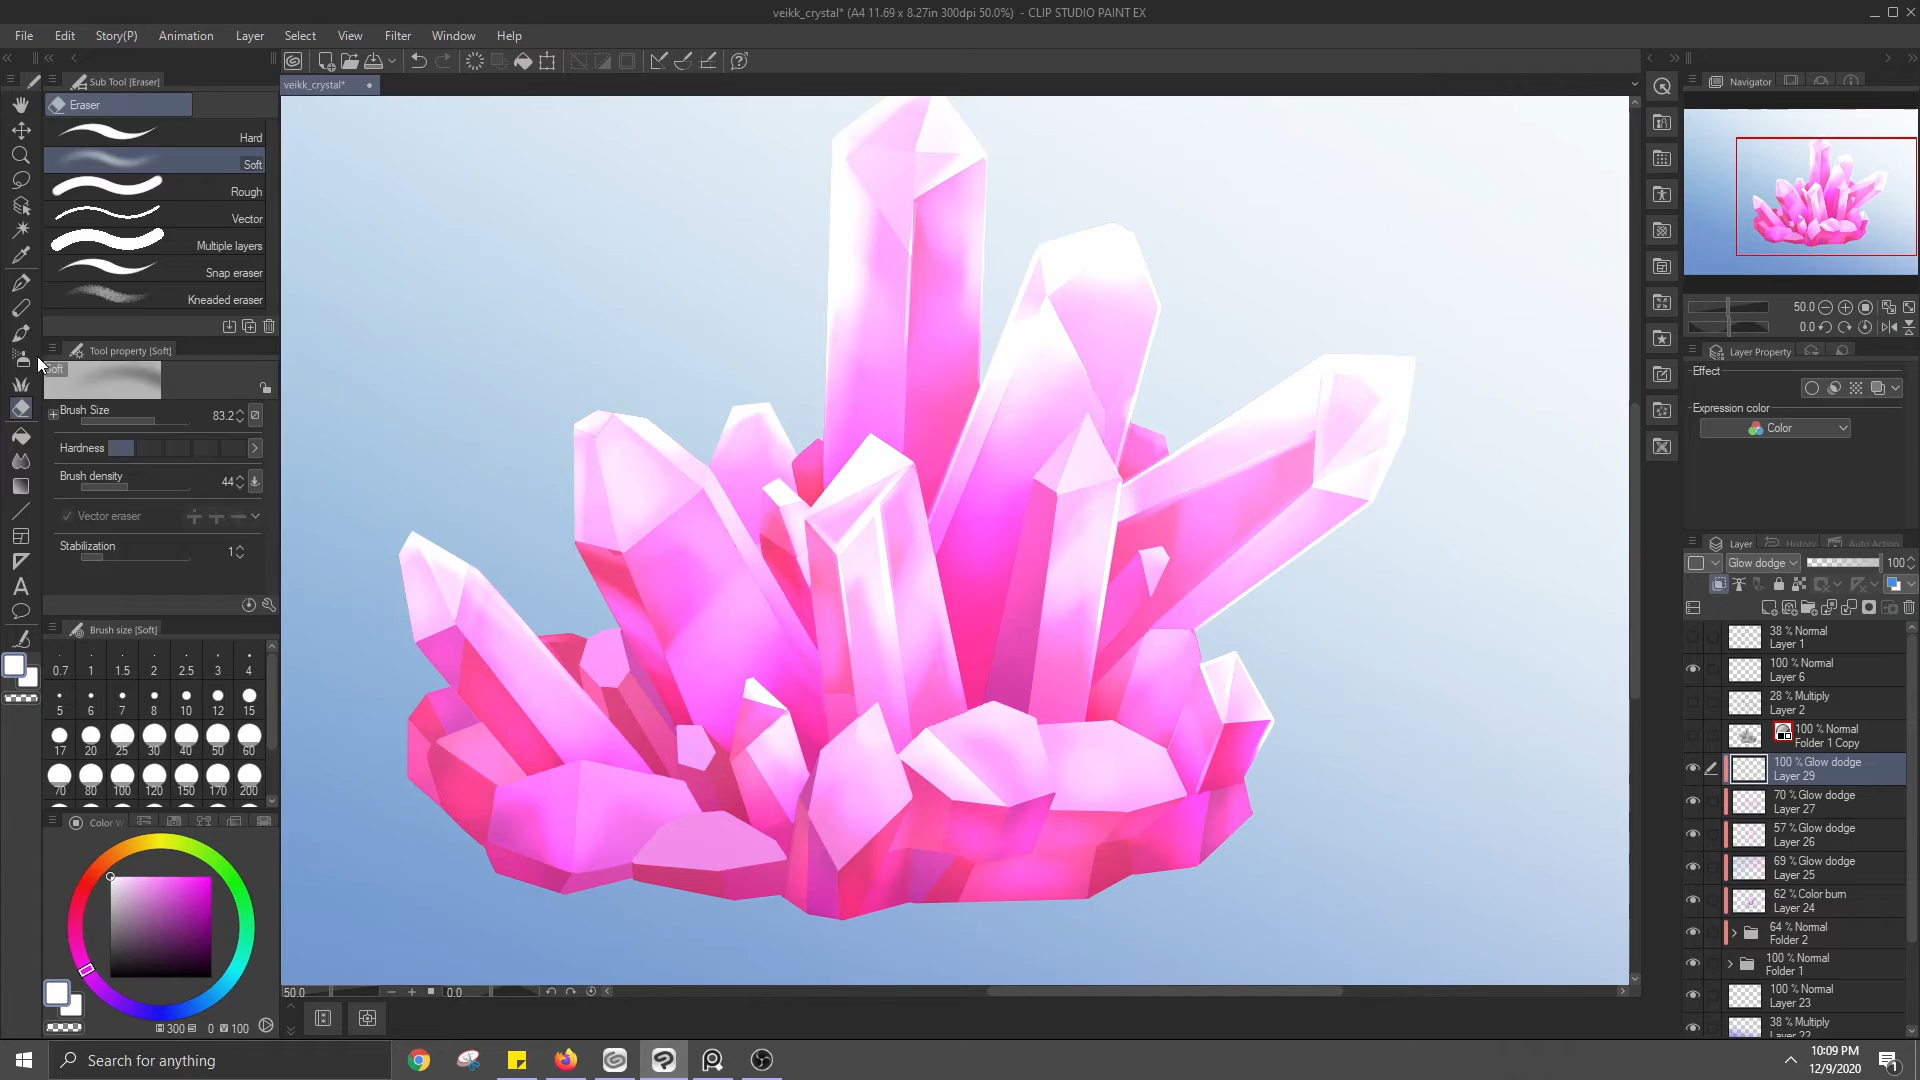 veikk_crystal* (A4 11.69 x 8.27in 300dpi 50.0%) - CLIP STUDIO PAINT EX
File Edit Story(P) Animation Layer Select View Filter Window Help
Sub Tool [Eraser]
veikk_crystal*
Navigator
Eraser
Hard
Soft
Rough
Vector
Multiple layers
Snap eraser
Kneaded eraser
50.0
0.0
Tool property [Soft]
Soft
Layer Property
Effect
Brush Size 83.2
Expression color
Color
Hardness
Brush density 44
Vector eraser
Stabilization 1
Layer History Auto Action
Glow dodge 100
Brush size [Soft]
0.7 1 1.5 2 2.5 3 4
5 6 7 8 10 12 15
17 20 25 30 40 50 60
70 80 100 120 150 170 200
38 % Normal
Layer 1
100 % Normal
Layer 6
28 % Multiply
Layer 2
100 % Normal
Folder 1 Copy
100 % Glow dodge
Layer 29
70 % Glow dodge
Layer 27
57 % Glow dodge
Layer 26
69 % Glow dodge
Layer 25
62 % Color burn
Layer 24
64 % Normal
Folder 2
100 % Normal
Folder 1
100 % Normal
Layer 23
38 % Multiply
Layer 22
Color W
H 300 S 0 V 100
50.0 0.0
Search for anything
10:09 PM
12/9/2020
1